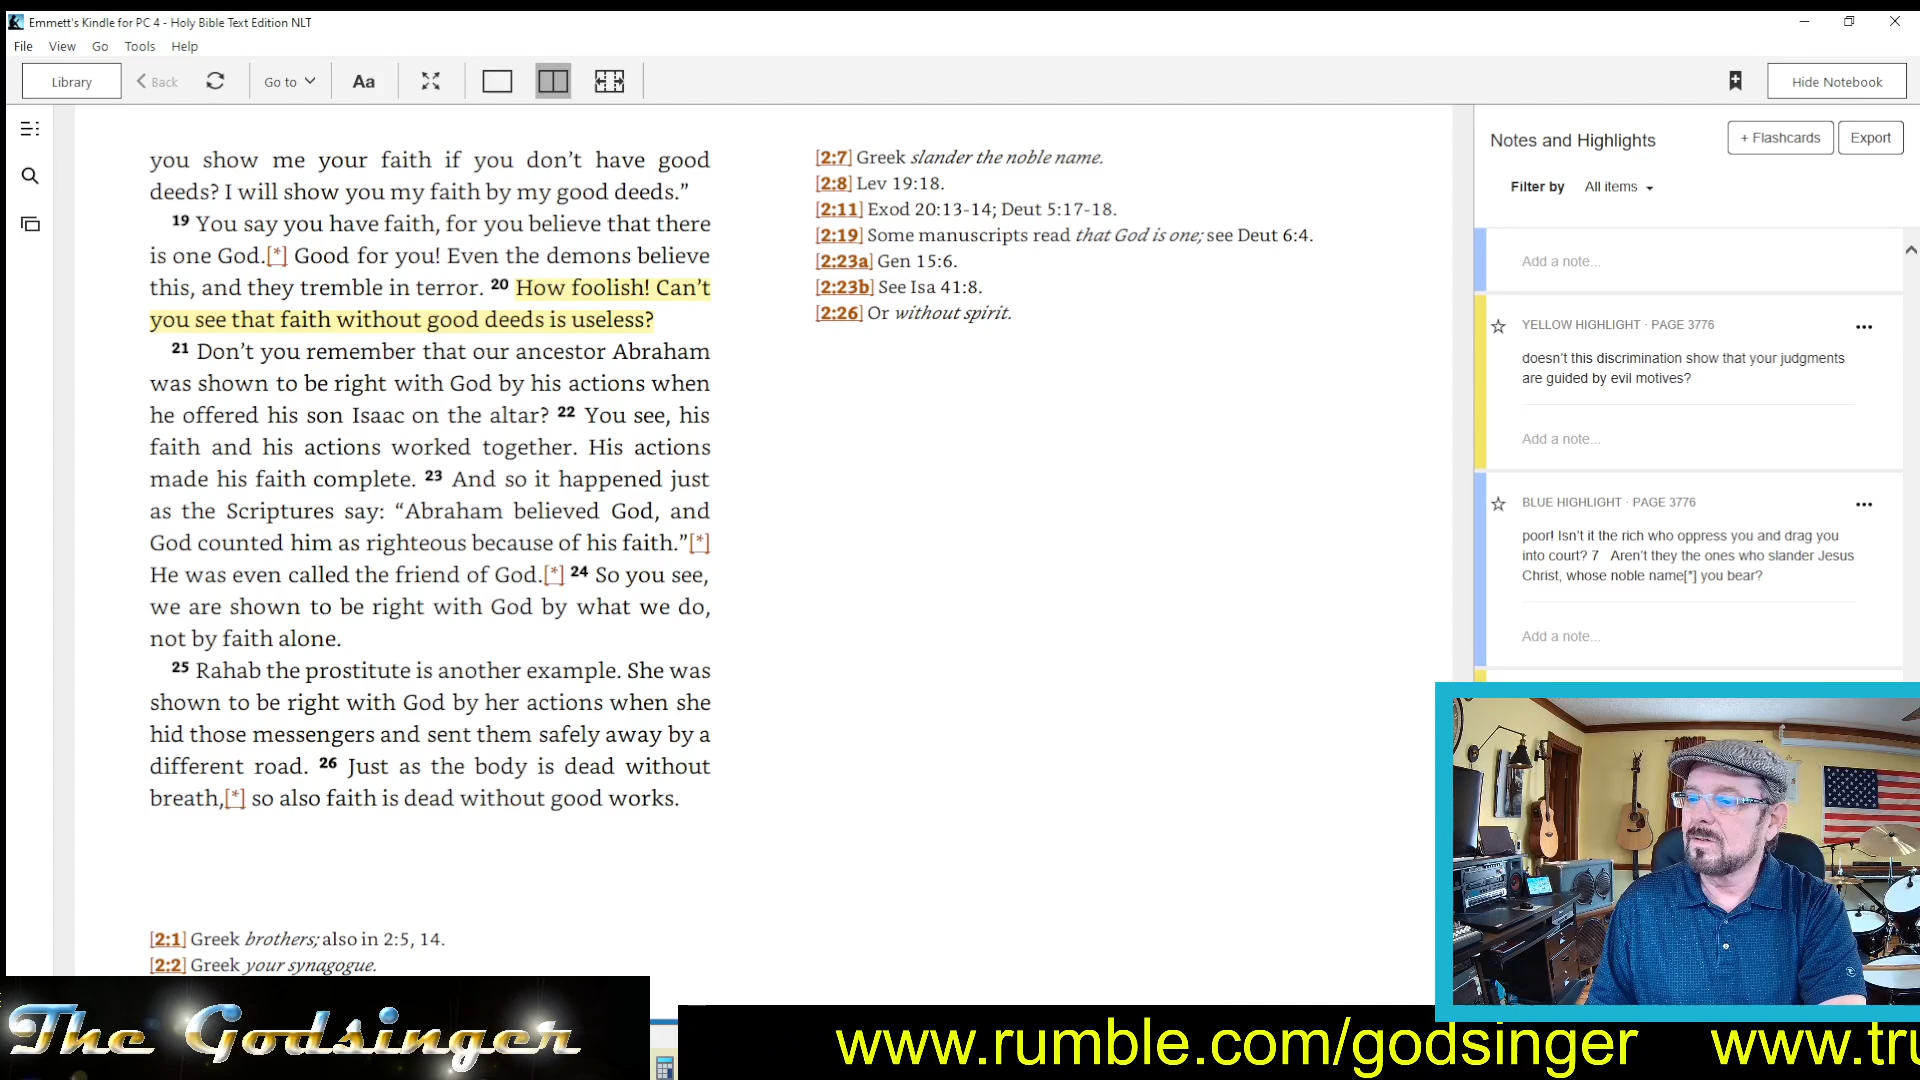 Emmett's Kindle for PC 4 - Holy Bible Text Edition NLT
File View Go Tools Help
Library Back Go to Aa Hide Notebook
you show me your faith if you don’t have good
deeds? I will show you my faith by my good deeds.”
19 You say you have faith, for you believe that there
is one God.[*] Good for you! Even the demons believe
this, and they tremble in terror. 20 How foolish! Can’t
you see that faith without good deeds is useless?
21 Don’t you remember that our ancestor Abraham
was shown to be right with God by his actions when
he offered his son Isaac on the altar? 22 You see, his
faith and his actions worked together. His actions
made his faith complete. 23 And so it happened just
as the Scriptures say: “Abraham believed God, and
God counted him as righteous because of his faith.”[*]
He was even called the friend of God.[*] 24 So you see,
we are shown to be right with God by what we do,
not by faith alone.
25 Rahab the prostitute is another example. She was
shown to be right with God by her actions when she
hid those messengers and sent them safely away by a
different road. 26 Just as the body is dead without
breath,[*] so also faith is dead without good works.
[2:1] Greek brothers; also in 2:5, 14.
[2:2] Greek your synagogue.
[2:7] Greek slander the noble name.
[2:8] Lev 19:18.
[2:11] Exod 20:13-14; Deut 5:17-18.
[2:19] Some manuscripts read that God is one; see Deut 6:4.
[2:23a] Gen 15:6.
[2:23b] See Isa 41:8.
[2:26] Or without spirit.
Notes and Highlights + Flashcards Export
Filter by All items
Add a note...
YELLOW HIGHLIGHT · PAGE 3776
doesn’t this discrimination show that your judgments
are guided by evil motives?
Add a note...
BLUE HIGHLIGHT · PAGE 3776
poor! Isn’t it the rich who oppress you and drag you
into court? 7 Aren’t they the ones who slander Jesus
Christ, whose noble name[*] you bear?
Add a note...
The Godsinger
www.rumble.com/godsinger www.tru